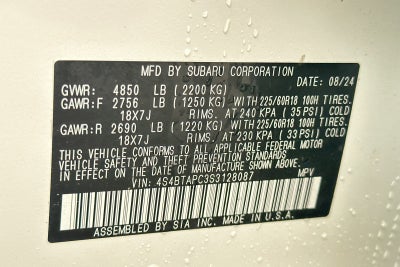 MFD BY SUBARU CORPORATION DATE: 08/24
GVWR: 4850 LB (2200 KG)
GAWR:F 2756 LB (1250 KG) WITH 225/60R18 100H TIRES.
18X7J RIMS. AT 240 KPA (35 PSI) COLD
GAWR:R 2690 LB (1220 KG) WITH 225/60R18 100H TIRES.
18X7J RIMS. AT 230 KPA (33 PSI) COLD
THIS VEHICLE CONFORMS TO ALL APPLICABLE FEDERAL MOTOR
VEHICLE SAFETY AND THEFT PREVENTION STANDARDS
IN EFFECT ON THE DATE OF MANUFACTURE SHOWN ABOVE.
VIN: 4S4BTAPC3S3128087 MPV
ASSEMBLED BY SIA INC. MADE IN U.S.A.